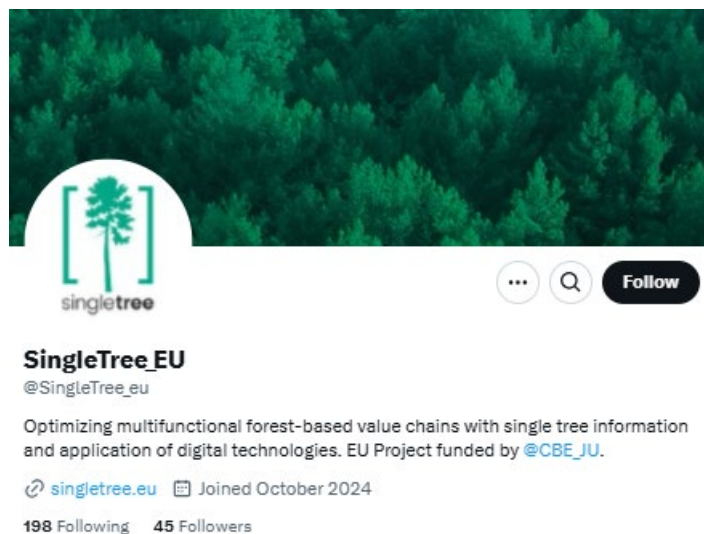 singletree
Follow
SingleTree_EU
@SingleTree_eu
Optimizing multifunctional forest-based value chains with single tree information
and application of digital technologies. EU Project funded by @CBE_JU.
singletree.eu Joined October 2024
198 Following 45 Followers